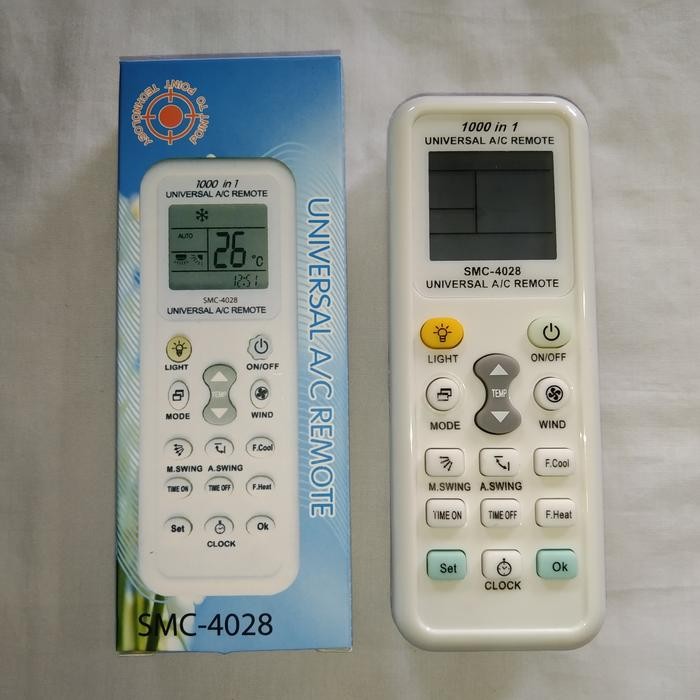 POINT TO POINT TECHNOLOGY
1000 in 1
UNIVERSAL A/C REMOTE
AUTO
26 °C
12:51
SMC-4028
UNIVERSAL A/C REMOTE
LIGHT
ON/OFF
TEMP
MODE
WIND
F.Cool
M.SWING
A.SWING
TIME ON
TIME OFF
F.Heat
Set
Ok
CLOCK
UNIVERSAL A/C REMOTE
SMC-4028
1000 in 1
UNIVERSAL A/C REMOTE
SMC-4028
UNIVERSAL A/C REMOTE
LIGHT
ON/OFF
TEMP
MODE
WIND
F.Cool
M.SWING
A.SWING
TIME ON
TIME OFF
F.Heat
Set
Ok
CLOCK